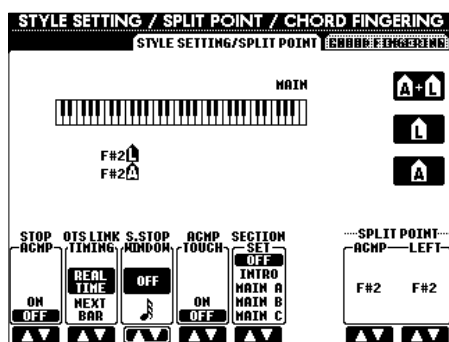 STYLE SETTING / SPLIT POINT / CHORD FINGERING
STYLE SETTING/SPLIT POINT CHORD FINGERING
MAIN
A+L
L
A
F#2 L
F#2 A
STOP ACMP
ON
OFF
OTS LINK TIMING
REAL TIME
NEXT BAR
S.STOP WINDOW
OFF
ACMP TOUCH
ON
OFF
SECTION SET
OFF
INTRO
MAIN A
MAIN B
MAIN C
SPLIT POINT
ACMP LEFT
F#2 F#2